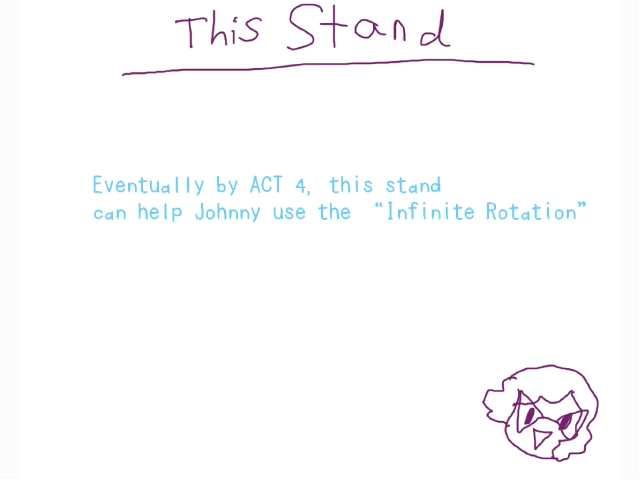 This Stand
Eventually by ACT 4, this stand
can help Johnny use the “Infinite Rotation”